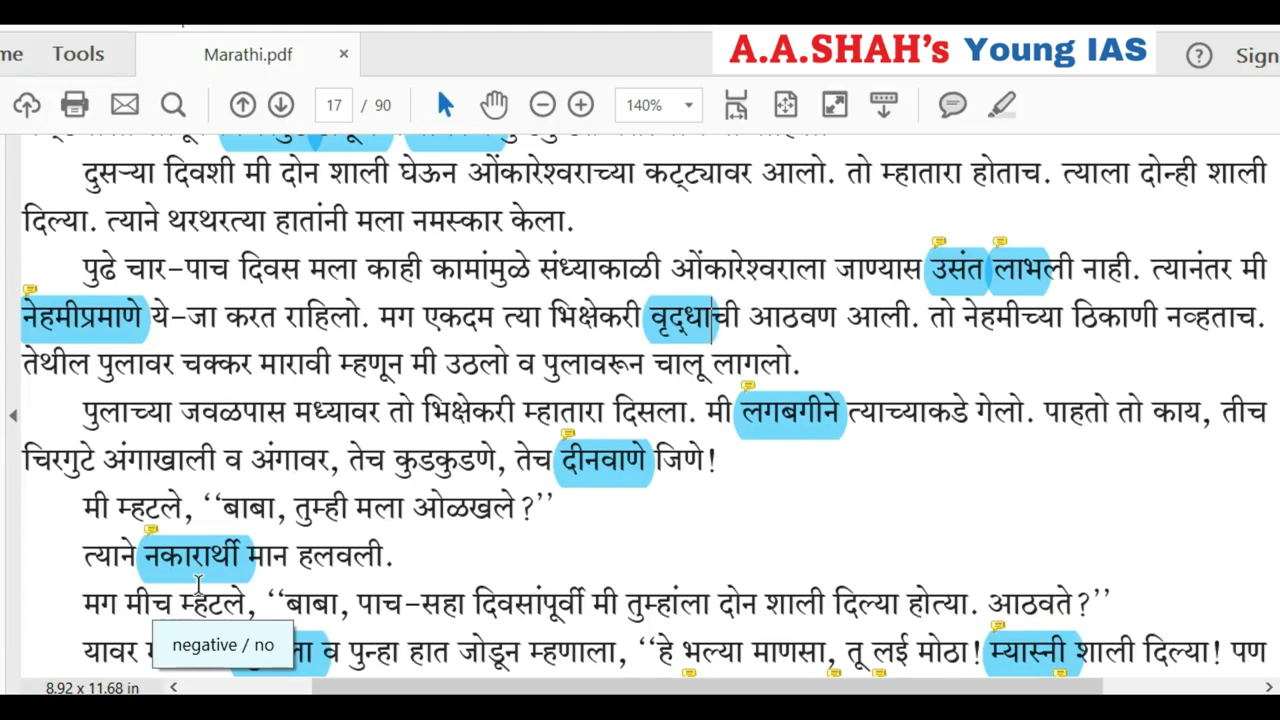 me Tools Marathi.pdf × A.A.SHAH's Young IAS Sign
17 / 90 140%
दुसऱ्या दिवशी मी दोन शाली घेऊन ओंकारेश्वराच्या कट्ट्यावर आलो. तो म्हातारा होताच. त्याला दोन्ही शाली
दिल्या. त्याने थरथरत्या हातांनी मला नमस्कार केला.
पुढे चार-पाच दिवस मला काही कामांमुळे संध्याकाळी ओंकारेश्वराला जाण्यास उसंत लाभली नाही. त्यानंतर मी
नेहमीप्रमाणे ये-जा करत राहिलो. मग एकदम त्या भिक्षेकरी वृद्धाची आठवण आली. तो नेहमीच्या ठिकाणी नव्हताच.
तेथील पुलावर चक्कर मारावी म्हणून मी उठलो व पुलावरून चालू लागलो.
पुलाच्या जवळपास मध्यावर तो भिक्षेकरी म्हातारा दिसला. मी लगबगीने त्याच्याकडे गेलो. पाहतो तो काय, तीच
चिरगुटे अंगाखाली व अंगावर, तेच कुडकुडणे, तेच दीनवाणे जिणे!
मी म्हटले, ‘‘बाबा, तुम्ही मला ओळखले?’’
त्याने नकारार्थी मान हलवली.
मग मीच म्हटले, ‘‘बाबा, पाच-सहा दिवसांपूर्वी मी तुम्हांला दोन शाली दिल्या होत्या. आठवते?’’
negative / no
यावर व पुन्हा हात जोडून म्हणाला, ‘‘हे भल्या माणसा, तू लई मोठा! म्यास्नी शाली दिल्या! पण
8.92 x 11.68 in